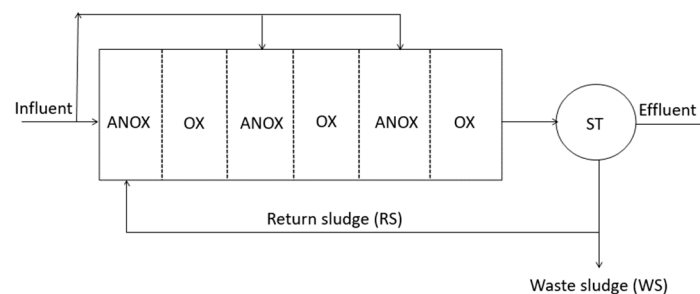 Influent
ANOX
OX
ANOX
OX
ANOX
OX
ST
Effluent
Return sludge (RS)
Waste sludge (WS)